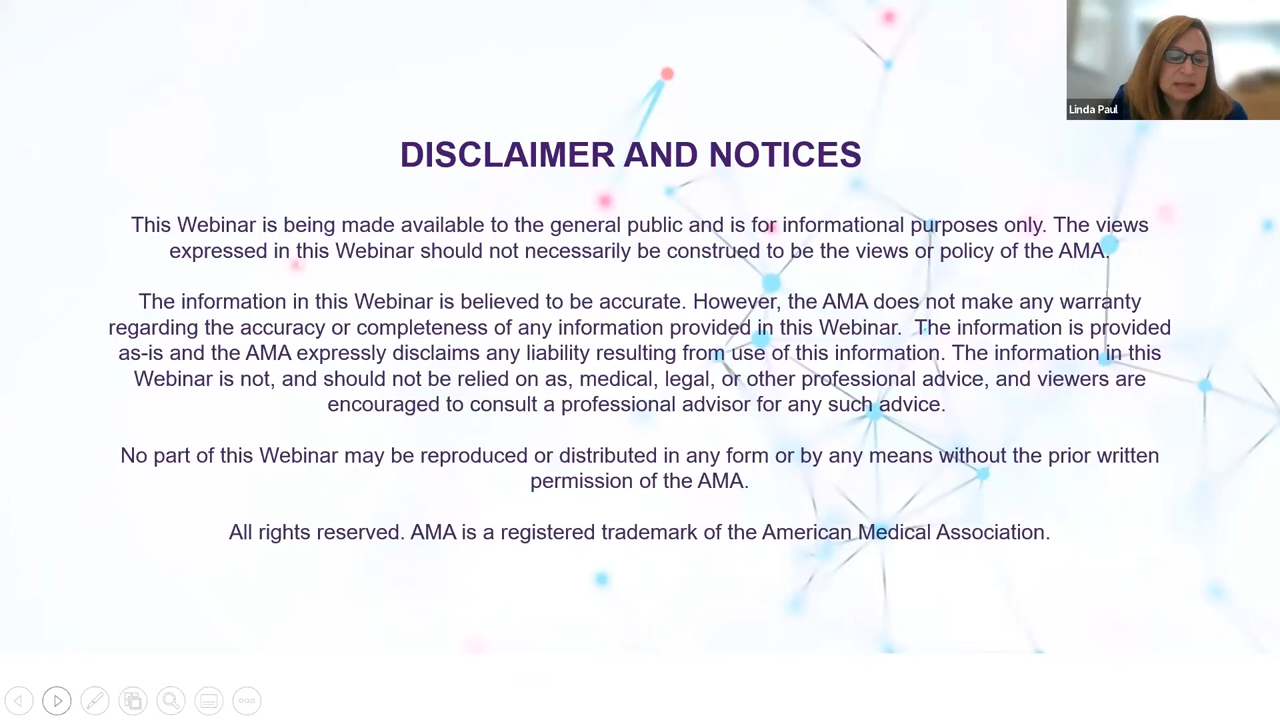 Linda Paul
DISCLAIMER AND NOTICES
This Webinar is being made available to the general public and is for informational purposes only. The views
expressed in this Webinar should not necessarily be construed to be the views or policy of the AMA.
The information in this Webinar is believed to be accurate. However, the AMA does not make any warranty
regarding the accuracy or completeness of any information provided in this Webinar.  The information is provided
as-is and the AMA expressly disclaims any liability resulting from use of this information. The information in this
Webinar is not, and should not be relied on as, medical, legal, or other professional advice, and viewers are
encouraged to consult a professional advisor for any such advice.
No part of this Webinar may be reproduced or distributed in any form or by any means without the prior written
permission of the AMA.
All rights reserved. AMA is a registered trademark of the American Medical Association.